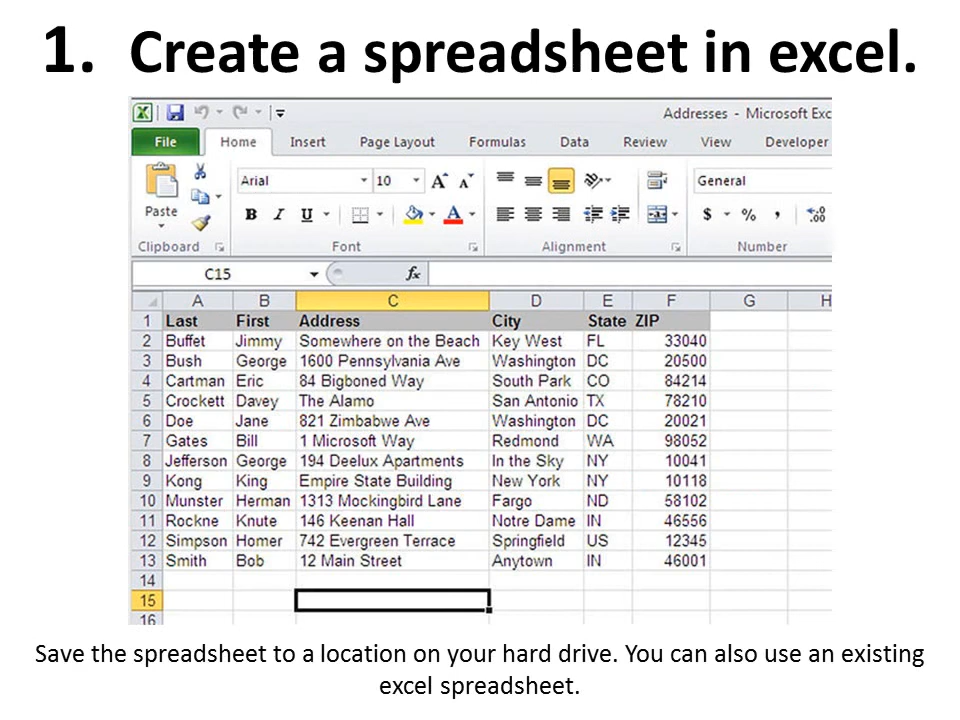 1. Create a spreadsheet in excel.
Addresses - Microsoft Exc
File Home Insert Page Layout Formulas Data Review View Developer
Arial 10 A A General
Paste B I U A $ % , .00
Clipboard Font Alignment Number
C15 fx
A B C D E F G H
1 Last First Address City State ZIP
2 Buffet Jimmy Somewhere on the Beach Key West FL 33040
3 Bush George 1600 Pennsylvania Ave Washington DC 20500
4 Cartman Eric 84 Bigboned Way South Park CO 84214
5 Crockett Davey The Alamo San Antonio TX 78210
6 Doe Jane 821 Zimbabwe Ave Washington DC 20021
7 Gates Bill 1 Microsoft Way Redmond WA 98052
8 Jefferson George 194 Deelux Apartments In the Sky NY 10041
9 Kong King Empire State Building New York NY 10118
10 Munster Herman 1313 Mockingbird Lane Fargo ND 58102
11 Rockne Knute 146 Keenan Hall Notre Dame IN 46556
12 Simpson Homer 742 Evergreen Terrace Springfield US 12345
13 Smith Bob 12 Main Street Anytown IN 46001
14
15
16
Save the spreadsheet to a location on your hard drive. You can also use an existing
excel spreadsheet.